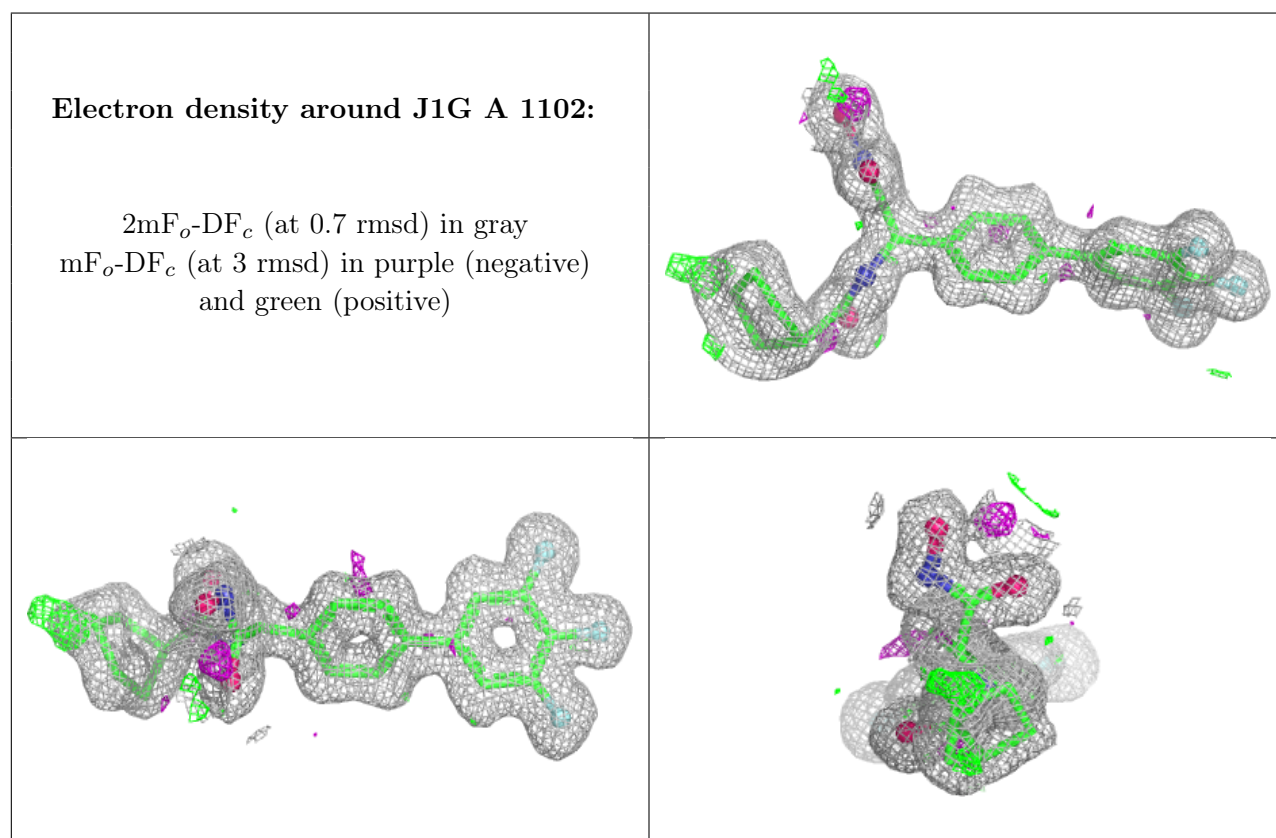 Electron density around J1G A 1102:
2mFo-DFc (at 0.7 rmsd) in gray
mFo-DFc (at 3 rmsd) in purple (negative)
and green (positive)